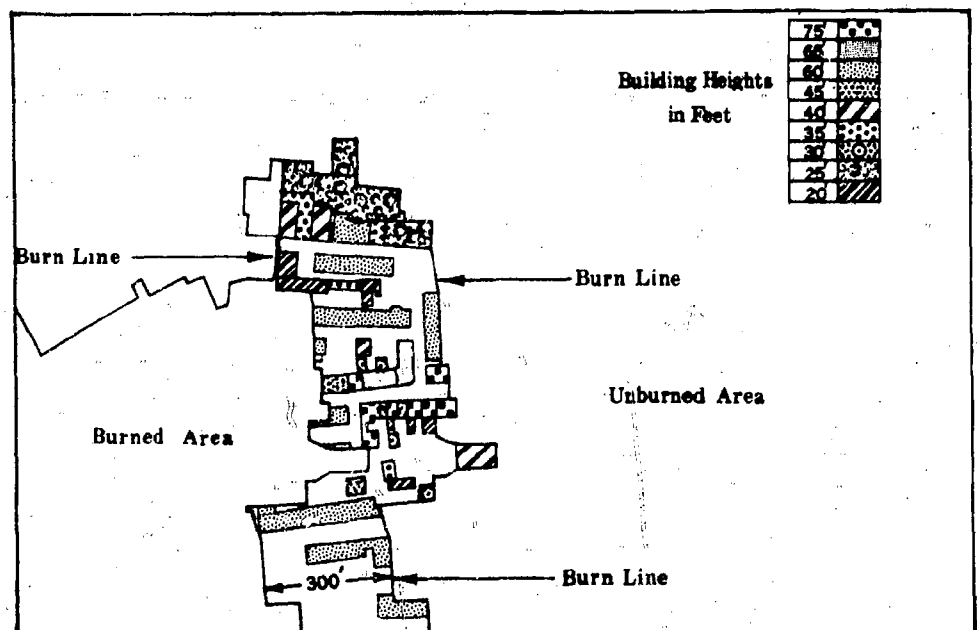 75
65
60
45
40
35
30
25
20
Building Heights
in Feet
Burn Line
Burn Line
Unburned Area
Burned Area
300'
Burn Line